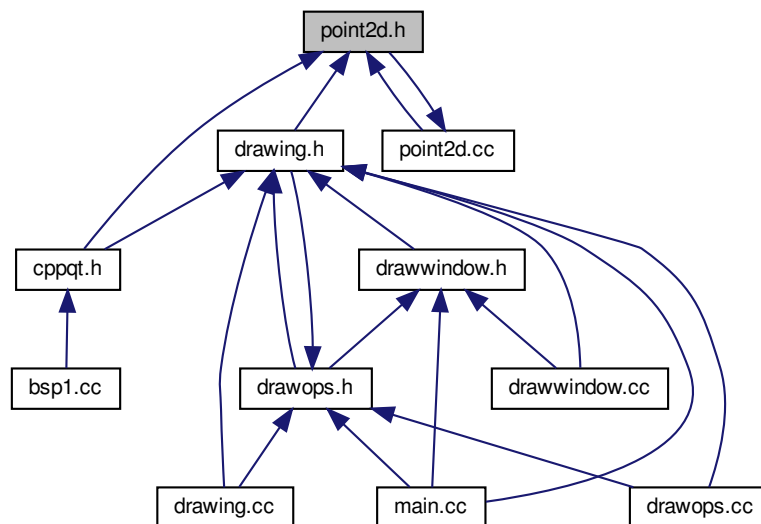 point2d.h
drawing.h
point2d.cc
cppqt.h
drawwindow.h
bsp1.cc
drawops.h
drawwindow.cc
drawing.cc
main.cc
drawops.cc